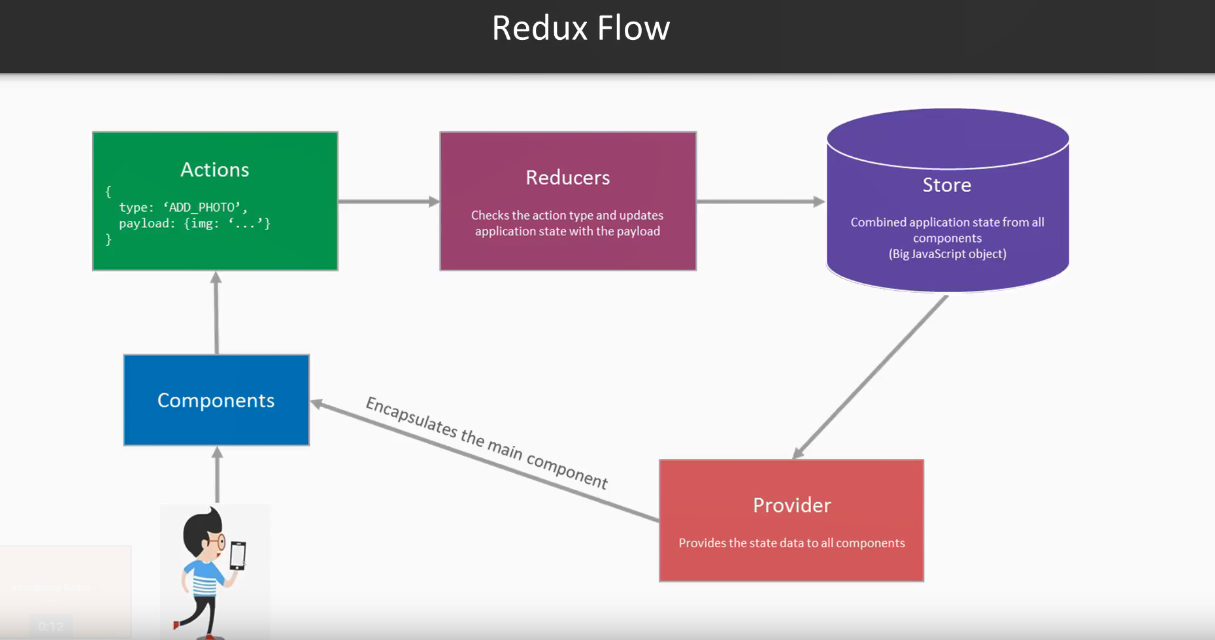 Redux Flow
Actions
{
type: ‘ADD_PHOTO’,
payload: {img: ‘...’}
}
Reducers
Checks the action type and updates
application state with the payload
Store
Combined application state from all
components
(Big JavaScript object)
Components
Encapsulates the main component
Provider
Provides the state data to all components
0:12